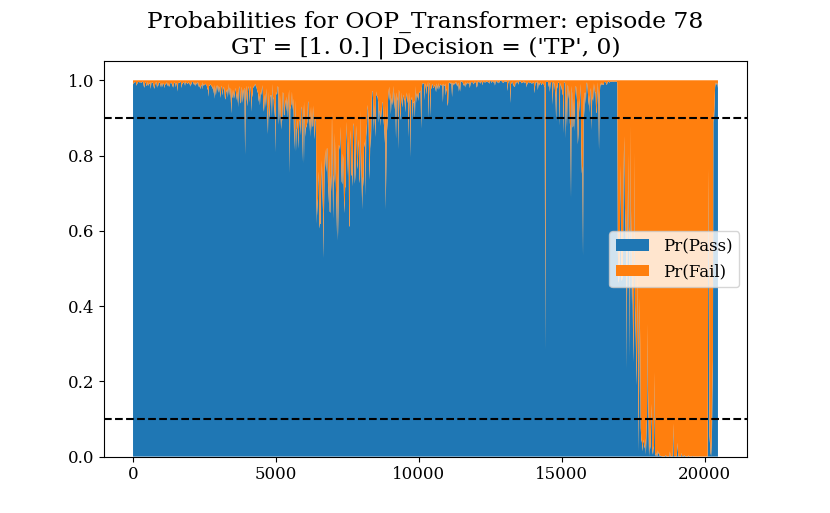 Probabilities for OOP_Transformer: episode 78
GT = [1. 0.] | Decision = ('TP', 0)
1.0
0.8
0.6
0.4
0.2
0.0
Pr(Pass)
Pr(Fail)
0
5000
10000
15000
20000